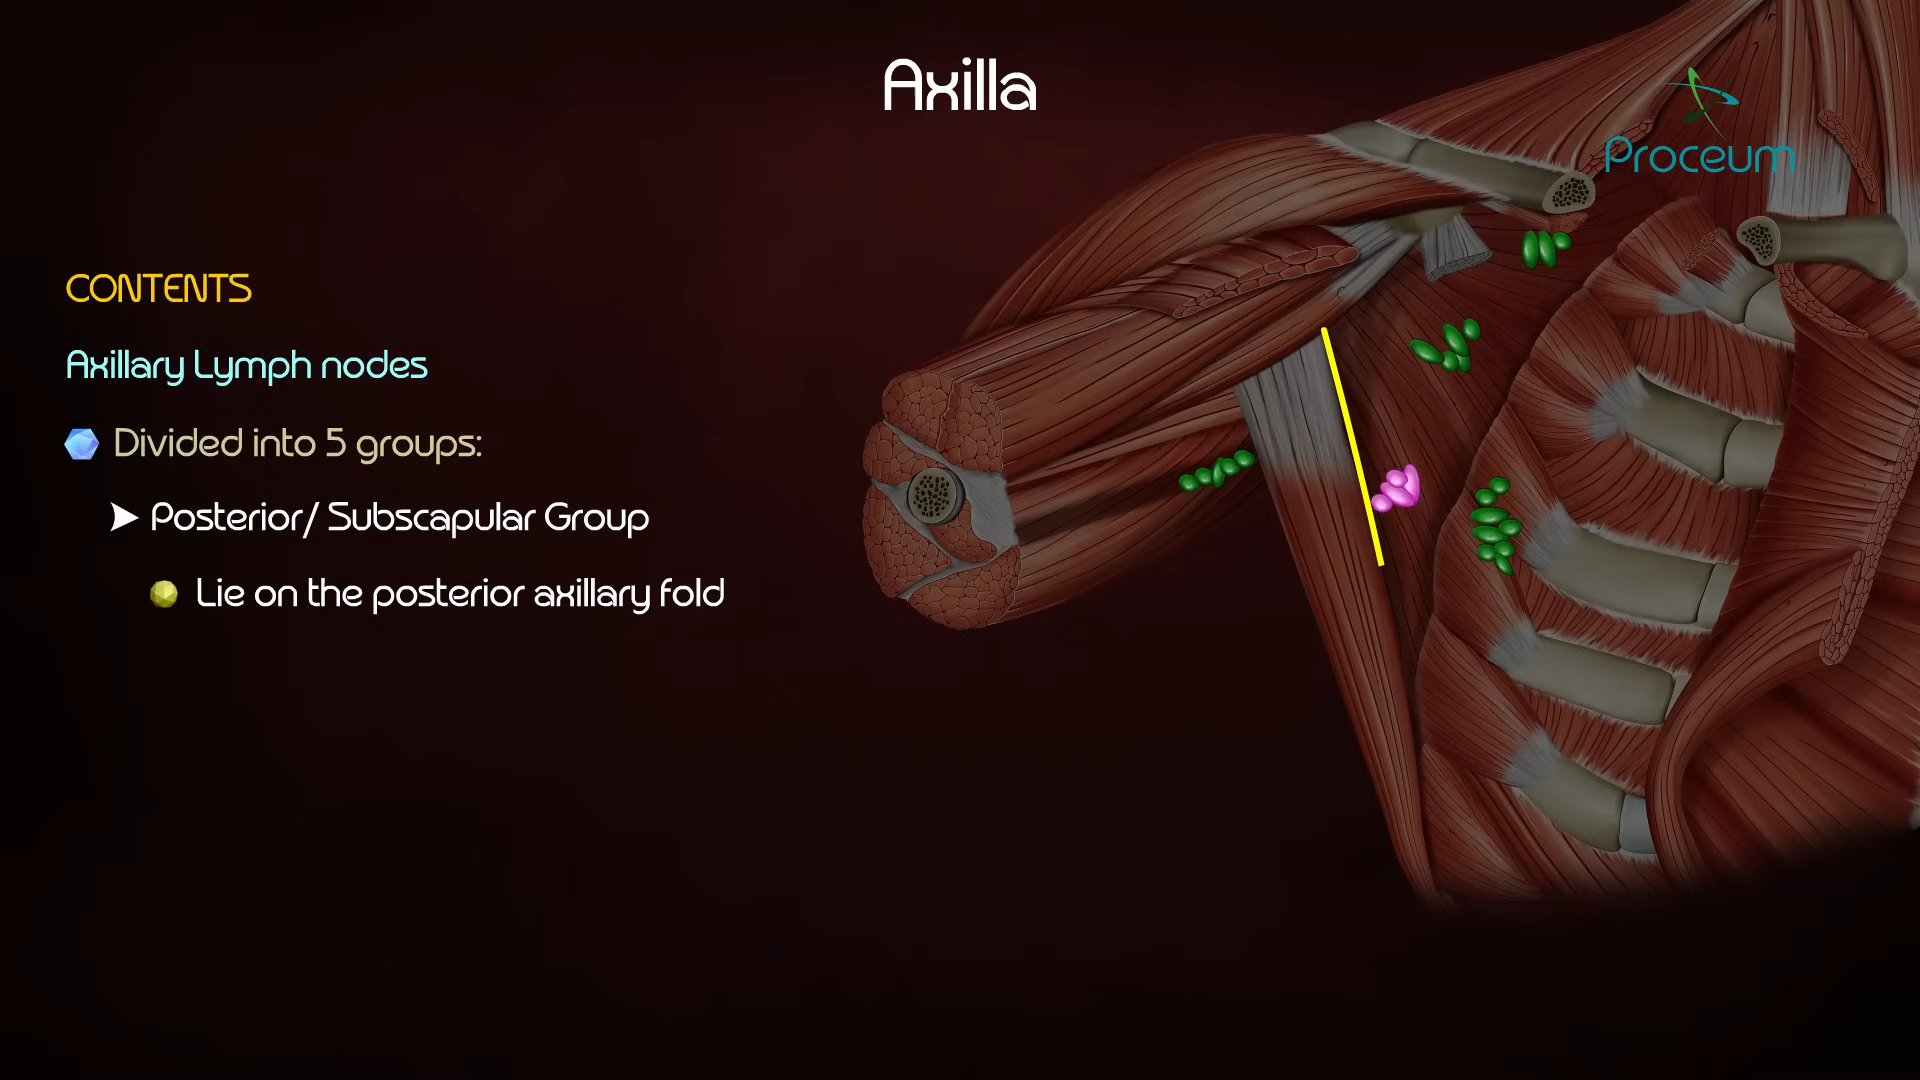 Axilla
Proceum
CONTENTS
Axillary Lymph nodes
Divided into 5 groups:
Posterior/ Subscapular Group
Lie on the posterior axillary fold